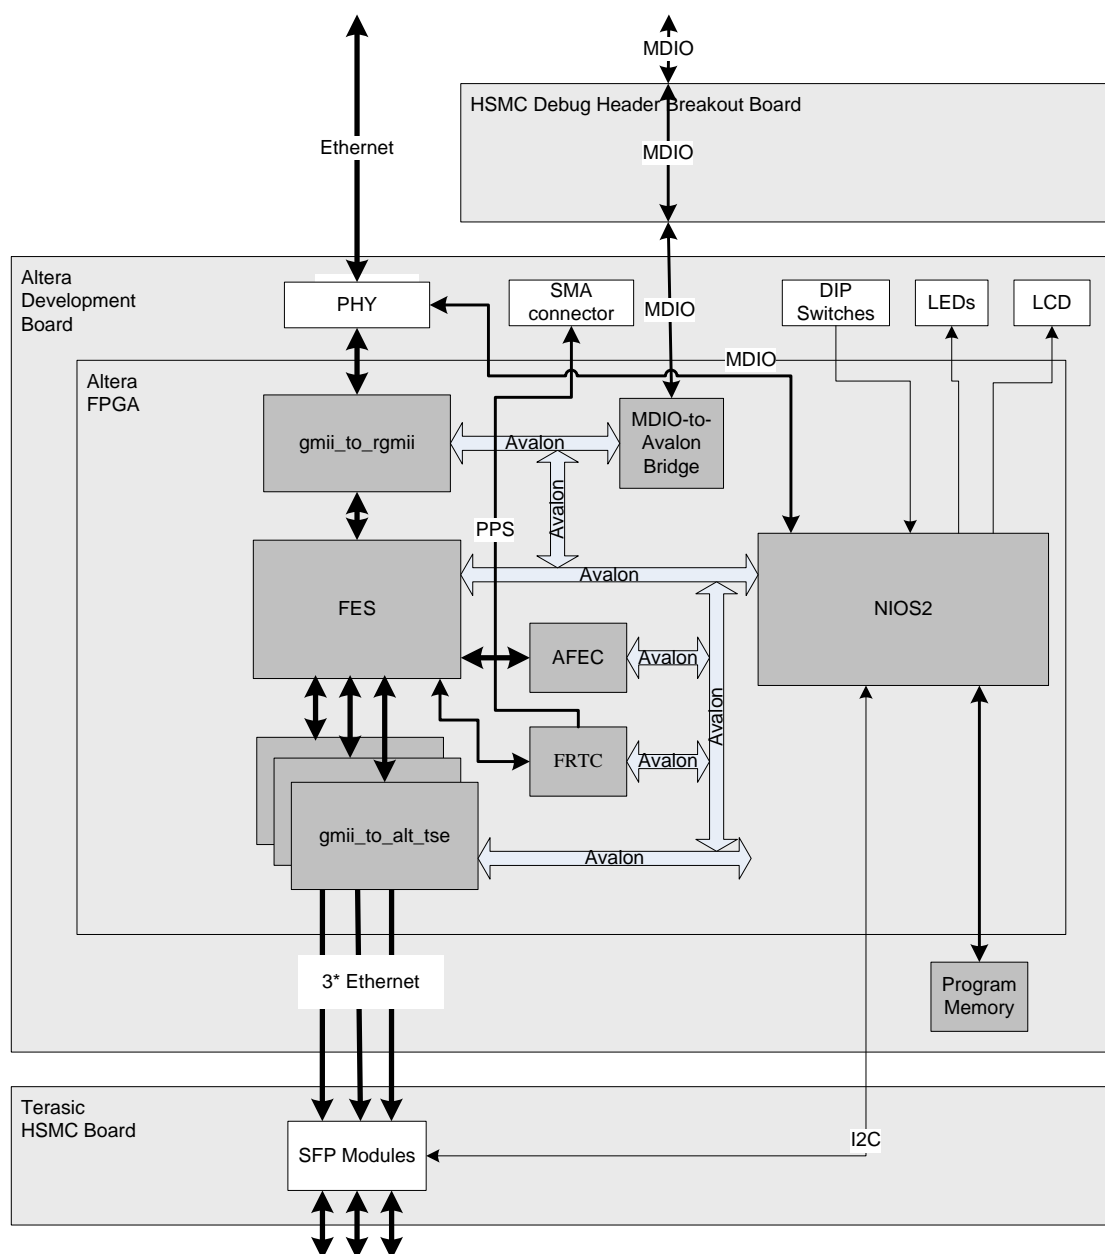 MDIO
HSMC Debug Header Breakout Board
Ethernet
MDIO
Altera
Development
Board
PHY
SMA
connector
MDIO
DIP
Switches
LEDs
LCD
MDIO
Altera
FPGA
gmii_to_rgmii
Avalon
MDIO-to-
Avalon
Bridge
Avalon
PPS
FES
Avalon
NIOS2
AFEC
Avalon
Avalon
FRTC
Avalon
gmii_to_alt_tse
Avalon
3* Ethernet
Program
Memory
Terasic
HSMC Board
SFP Modules
I2C